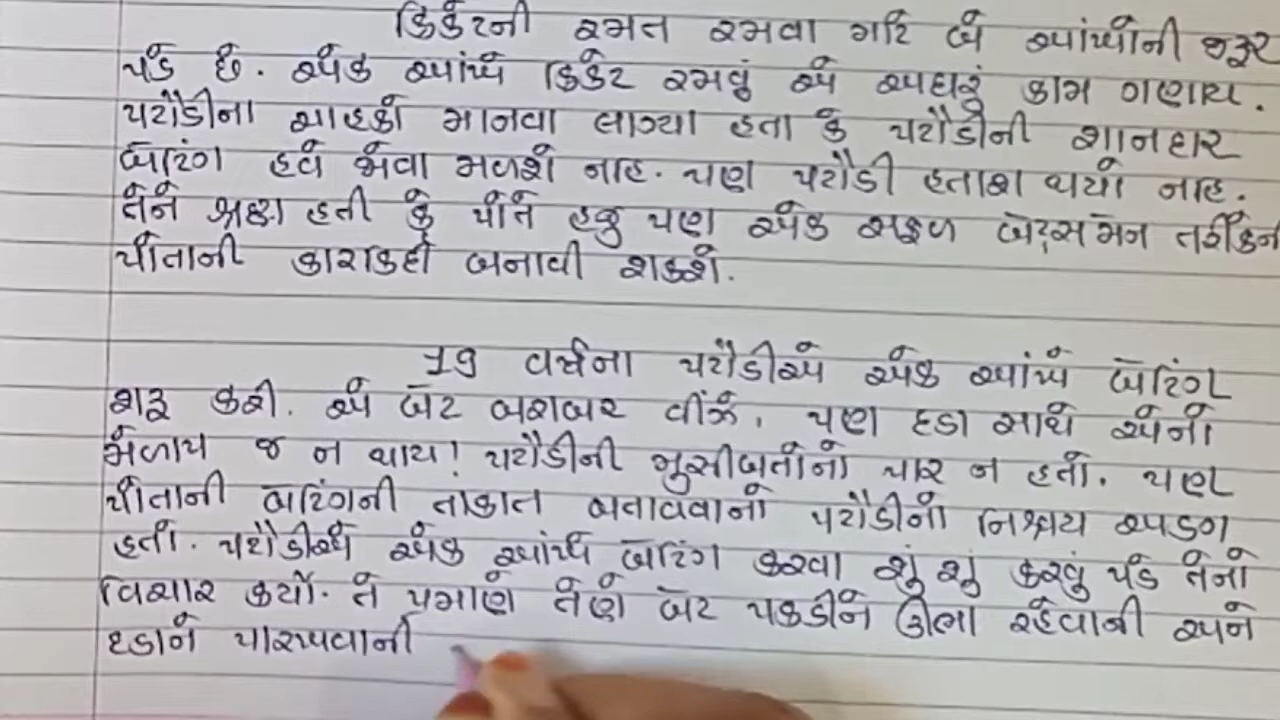 ક્રિકેટની રમત રમવા માટે બે આંખોની જરૂર
પડે છે. એક આંખે ક્રિકેટ રમવું એ અઘરું કામ ગણાય.
પટૌડીના ચાહકો માનવા લાગ્યા હતા કે પટૌડીની શાનદાર
બેટિંગ હવે જોવા મળશે નહિ. પણ પટૌડી હતાશ થયો નહિ.
તેને શ્રદ્ધા હતી કે પોતે હજુ પણ એક સફળ બેટ્સમેન તરીકેની
પોતાની કારકિર્દી બનાવી શકશે.
19 વર્ષના પટૌડીએ એક આંખે બેટિંગ
શરૂ કરી. એ બેટ બરાબર વીંઝે, પણ દડા સાથે એનો
મેળાપ જ ન થાય! પટૌડીની મુસીબતોનો પાર ન હતો. પણ
પોતાની બેટિંગની તાકાત બતાવવાનો પટૌડીનો નિશ્ચય અડગ
હતો. પટૌડીએ એક આંખે બેટિંગ કરવા શું શું કરવું પડે તેનો
વિચાર કર્યો. તે પ્રમાણે તેણે બેટ પકડીને ઊભા રહેવાની અને
દડાને પારખવાની